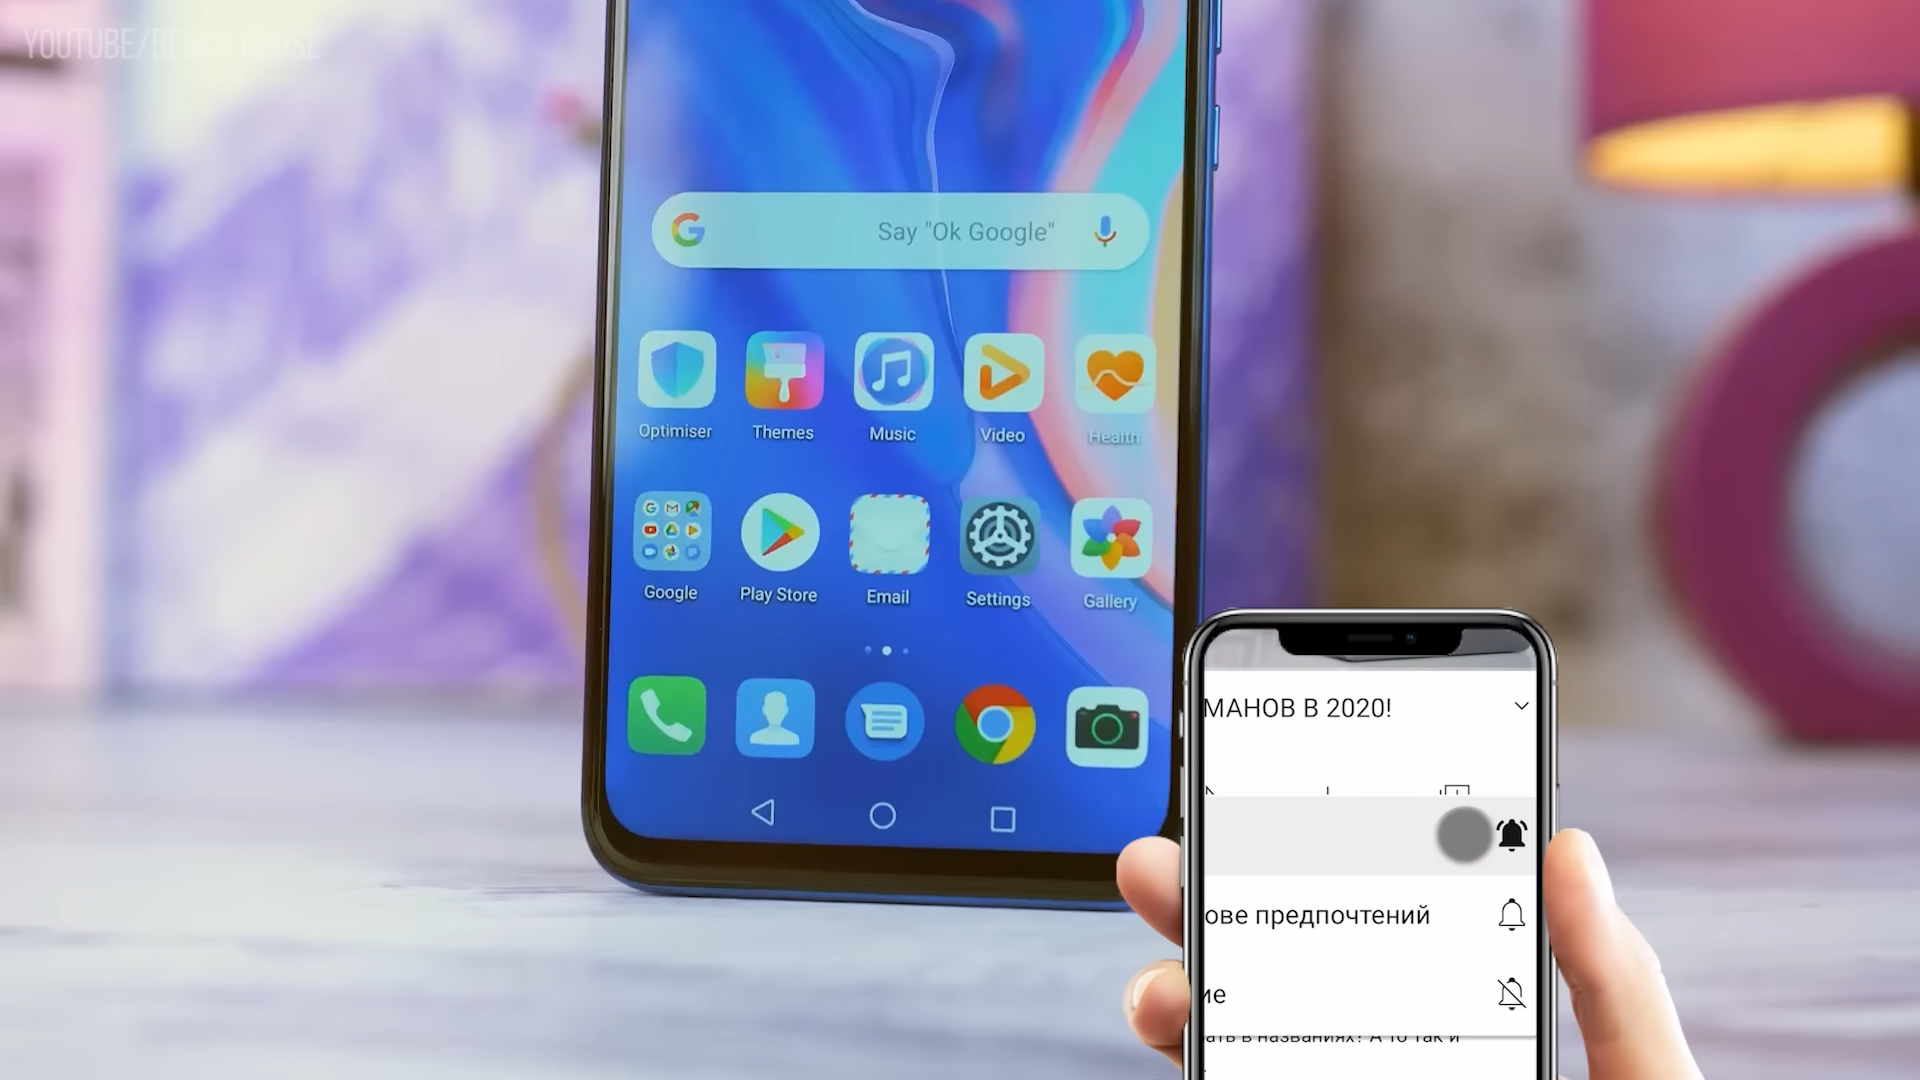 Say "Ok Google"
Optimiser
Themes
Music
Video
Health
Google
Play Store
Email
Settings
Gallery
МАНОВ В 2020!
ове предпочтений
ие
YOUTUBE/